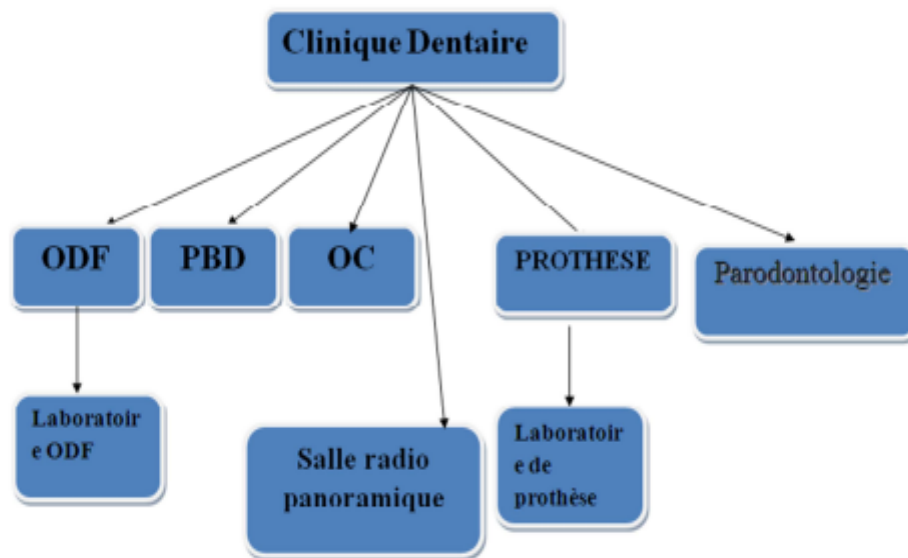 Clinique Dentaire
ODF
PBD
OC
PROTHESE
Parodontologie
Laboratoir
e ODF
Salle radio
panoramique
Laboratoir
e de
prothèse